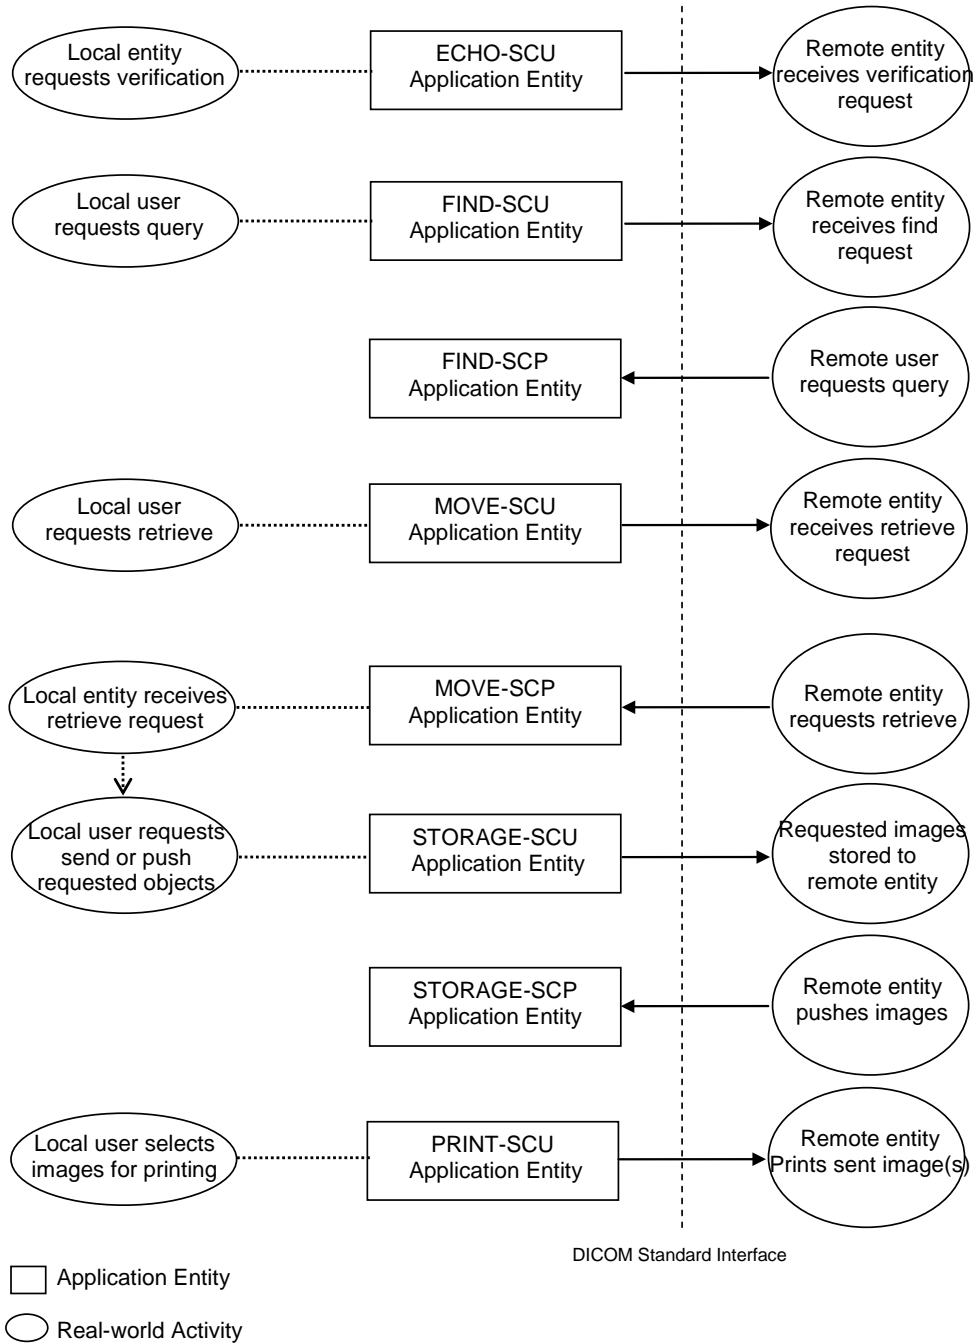 Local entity
requests verification
ECHO-SCU
Application Entity
Remote entity
receives verification
request
Local user
requests query
FIND-SCU
Application Entity
Remote entity
receives find
request
FIND-SCP
Application Entity
Remote user
requests query
Local user
requests retrieve
MOVE-SCU
Application Entity
Remote entity
receives retrieve
request
Local entity receives
retrieve request
MOVE-SCP
Application Entity
Remote entity
requests retrieve
Local user requests
send or push
requested objects
STORAGE-SCU
Application Entity
Requested images
stored to
remote entity
STORAGE-SCP
Application Entity
Remote entity
pushes images
Local user selects
images for printing
PRINT-SCU
Application Entity
Remote entity
Prints sent image(s)
DICOM Standard Interface
Application Entity
Real-world Activity